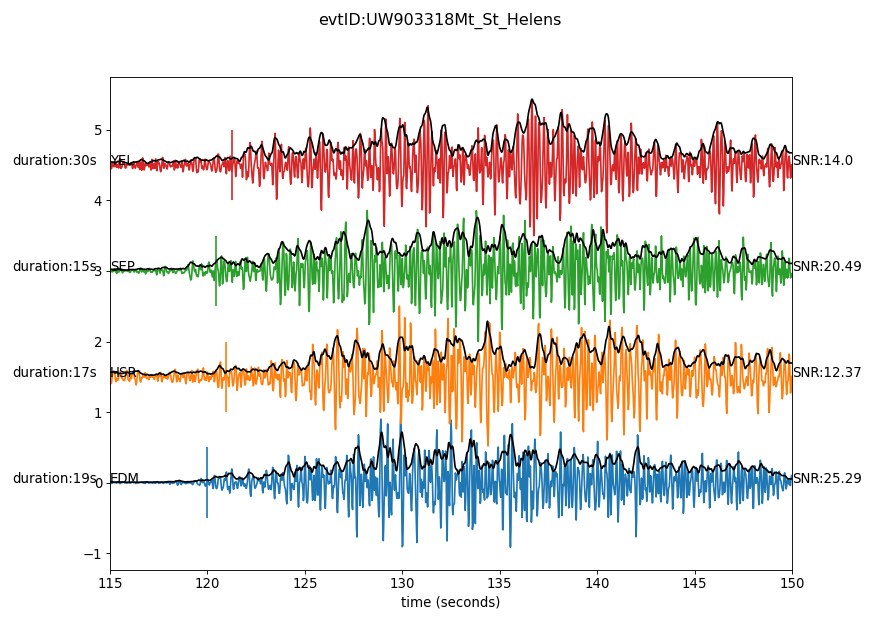 evtID:UW903318Mt_St_Helens
5
duration:30s YEL SNR:14.0
4
duration:15s 3 SEP SNR:20.49
2
duration:17s HSR SNR:12.37
1
duration:19s 0 EDM SNR:25.29
−1
115 120 125 130 135 140 145 150
time (seconds)